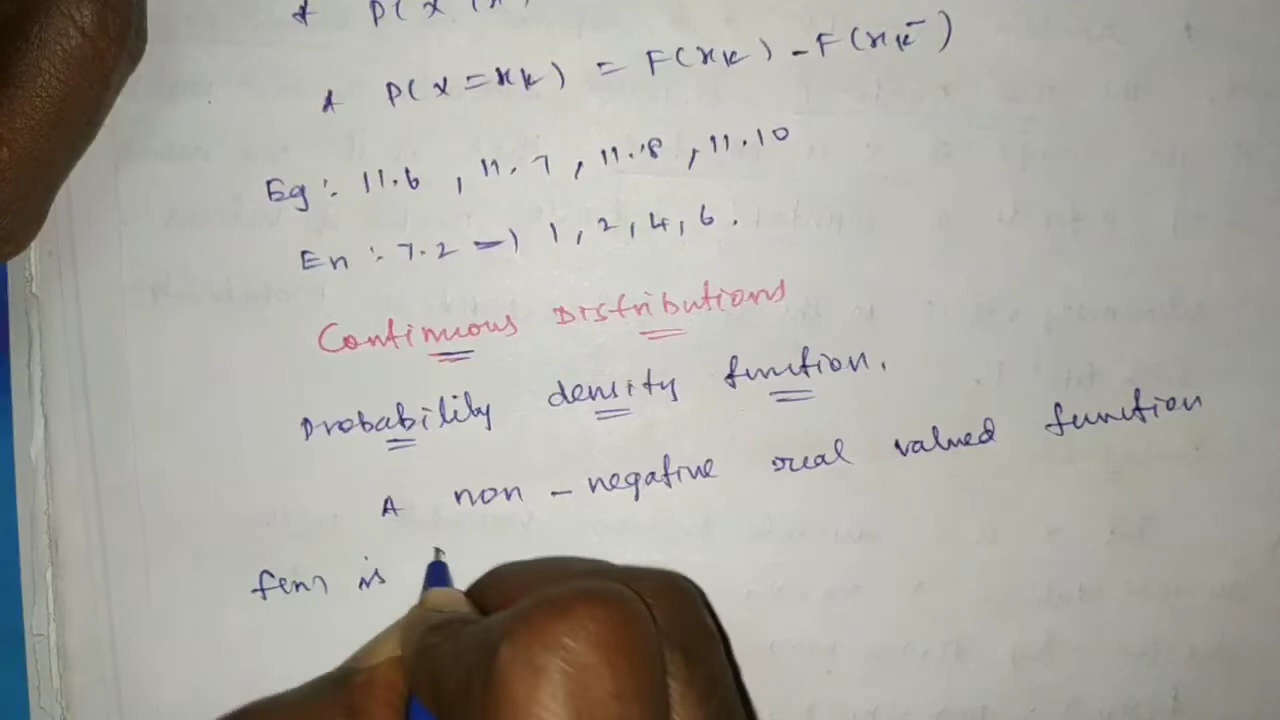 P( X
P( X = xk ) = F(xk) - F(xk⁻)
Eg :- 11.6 , 11.7 , 11.8 , 11.10
En :- 7.2 → 1, 2, 4, 6.
Continuous Distributions
probability density function.
A non - negative real valued function
f(x) is